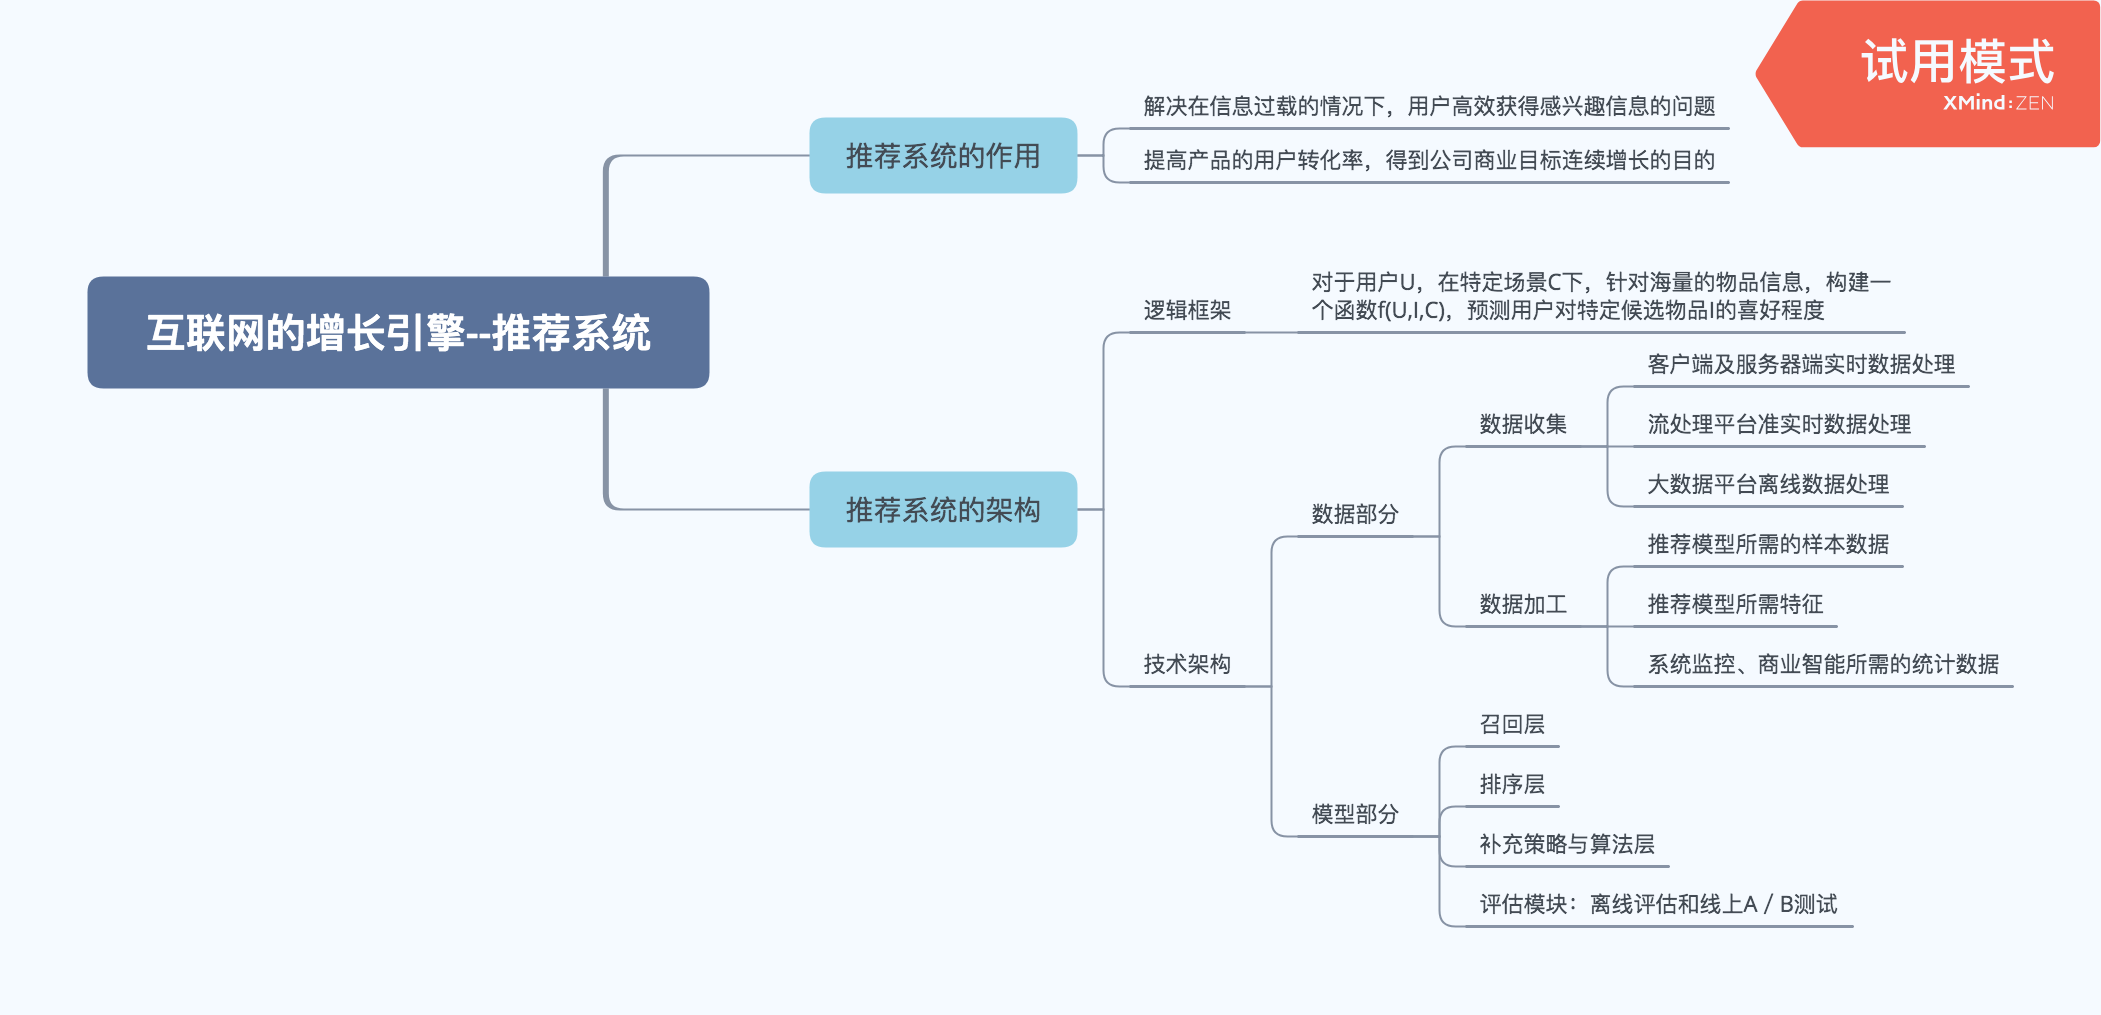 试用模式
XMind:ZEN
互联网的增长引擎--推荐系统
推荐系统的作用
解决在信息过载的情况下，用户高效获得感兴趣信息的问题
提高产品的用户转化率，得到公司商业目标连续增长的目的
推荐系统的架构
逻辑框架
对于用户U，在特定场景C下，针对海量的物品信息，构建一
个函数f(U,I,C)，预测用户对特定候选物品I的喜好程度
技术架构
数据部分
数据收集
客户端及服务器端实时数据处理
流处理平台准实时数据处理
大数据平台离线数据处理
数据加工
推荐模型所需的样本数据
推荐模型所需特征
系统监控、商业智能所需的统计数据
模型部分
召回层
排序层
补充策略与算法层
评估模块：离线评估和线上A / B测试